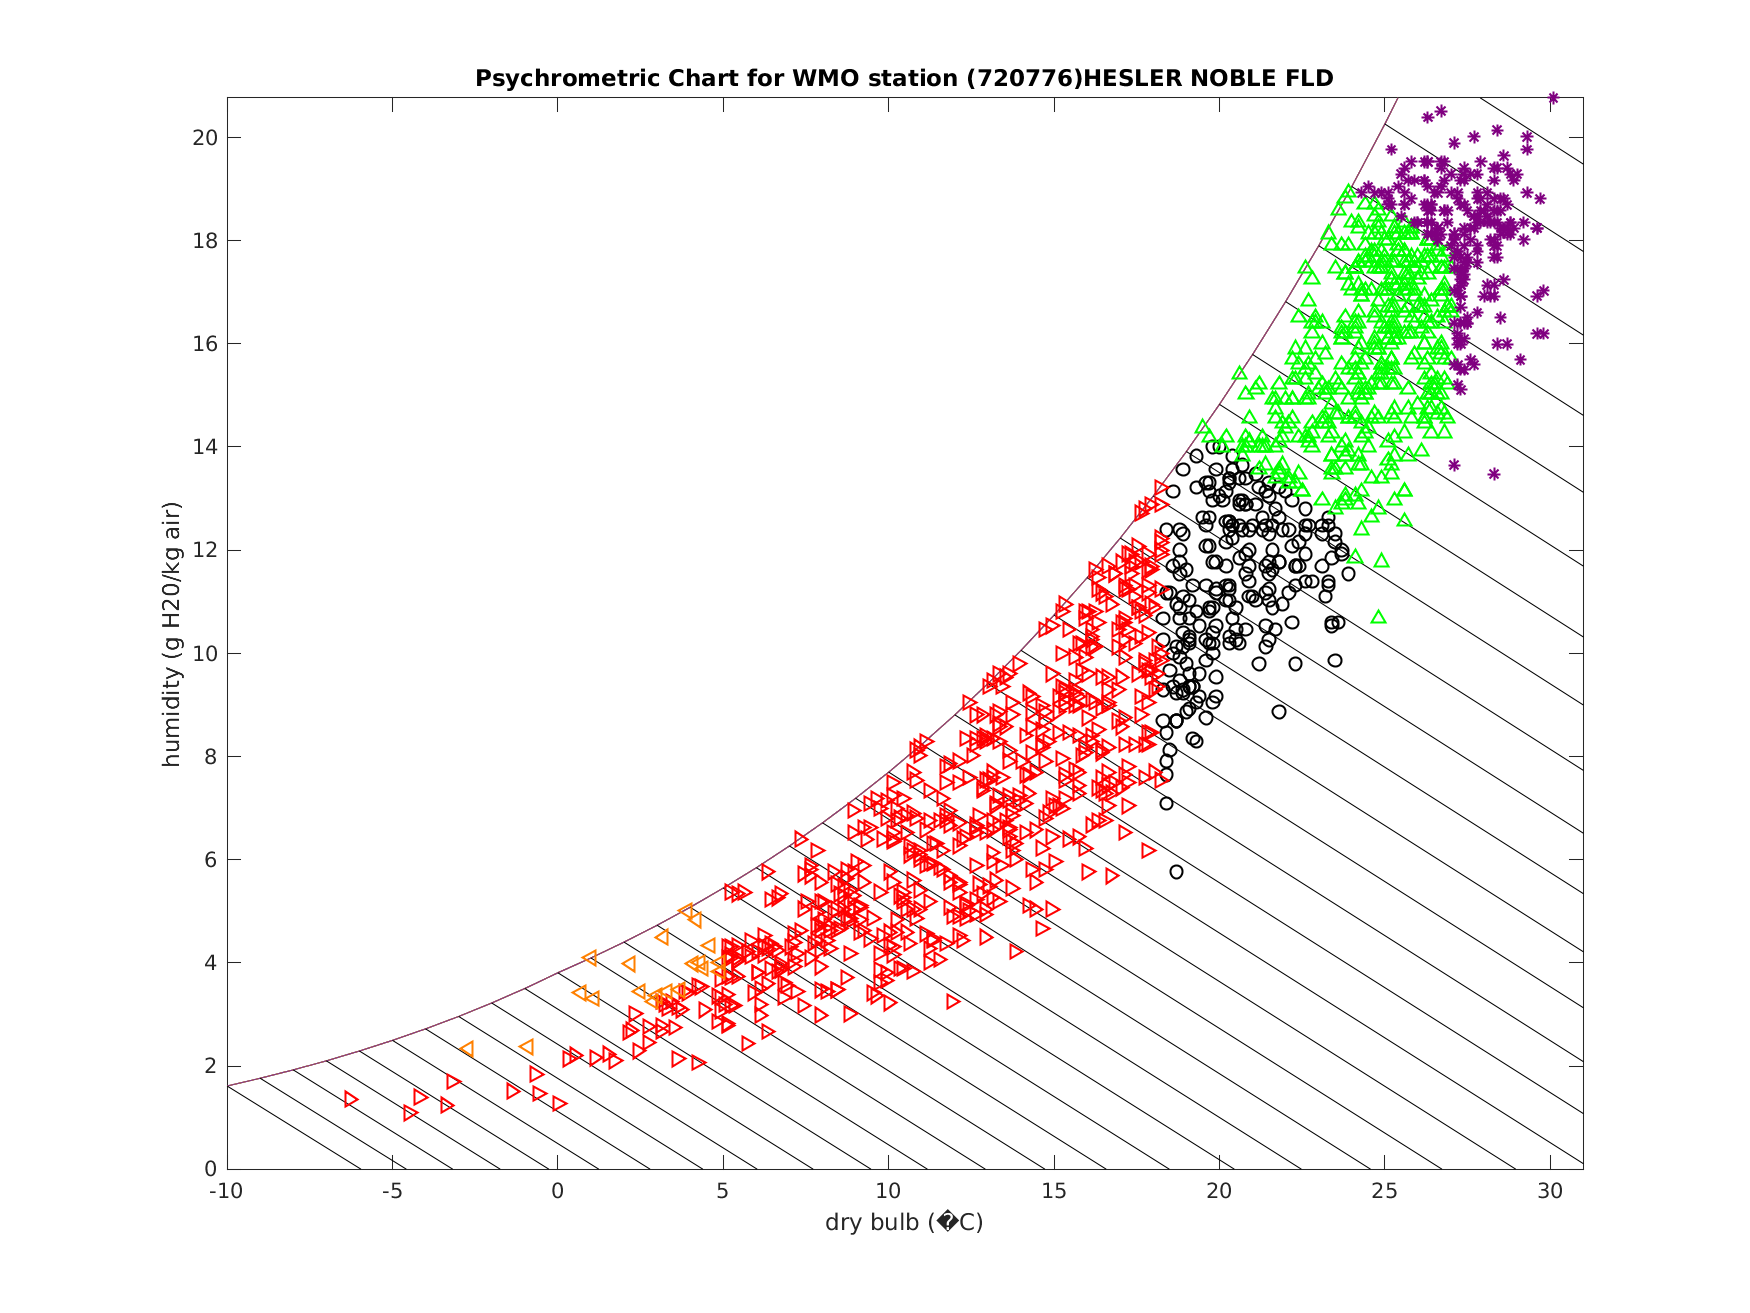 Psychrometric Chart for WMO station (720776)HESLER NOBLE FLD
humidity (g H20/kg air)
20
18
16
14
12
10
8
6
4
2
0
-10 -5 0 5 10 15 20 25 30
dry bulb (�C)